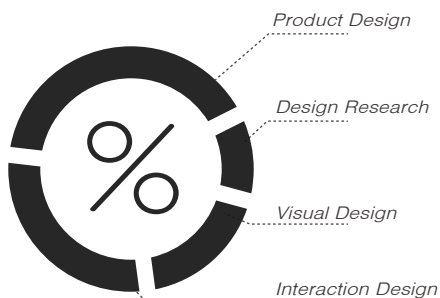 Product Design
Design Research
%
Visual Design
Interaction Design